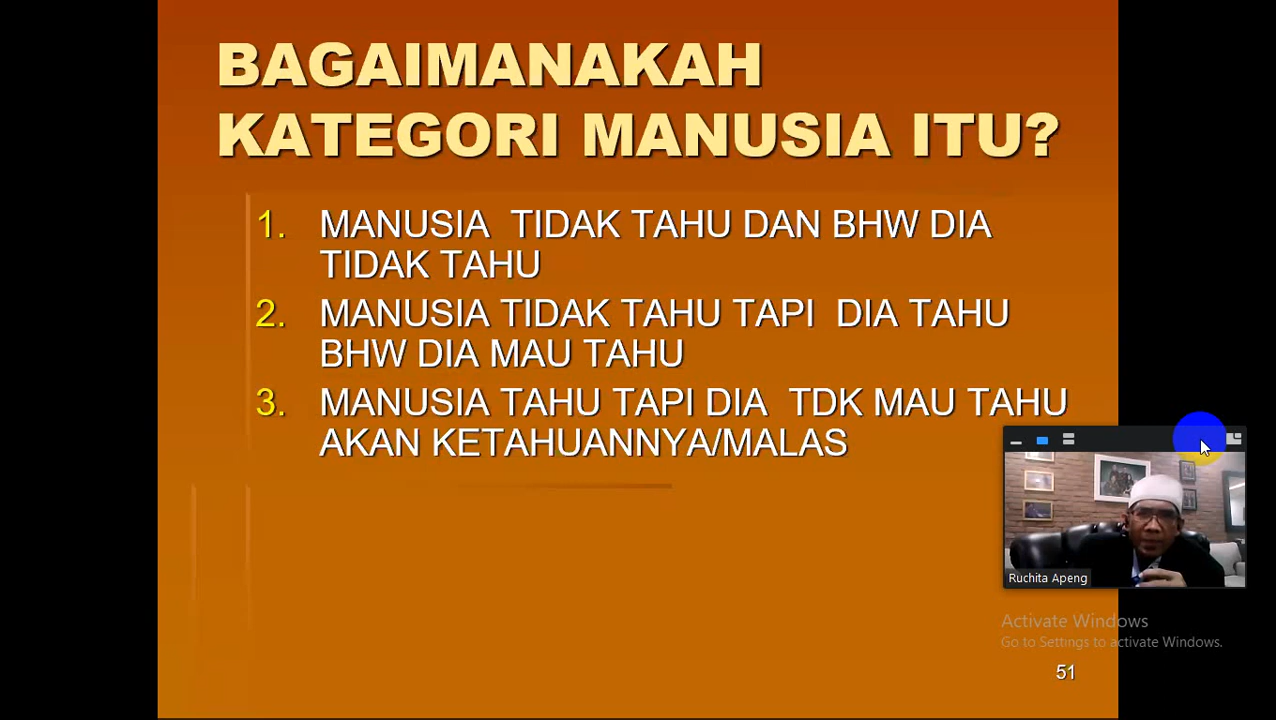 BAGAIMANAKAH
KATEGORI MANUSIA ITU?
1. MANUSIA TIDAK TAHU DAN BHW DIA
TIDAK TAHU
2. MANUSIA TIDAK TAHU TAPI DIA TAHU
BHW DIA MAU TAHU
3. MANUSIA TAHU TAPI DIA TDK MAU TAHU
AKAN KETAHUANNYA/MALAS
Ruchita Apeng
Activate Windows
Go to Settings to activate Windows.
51